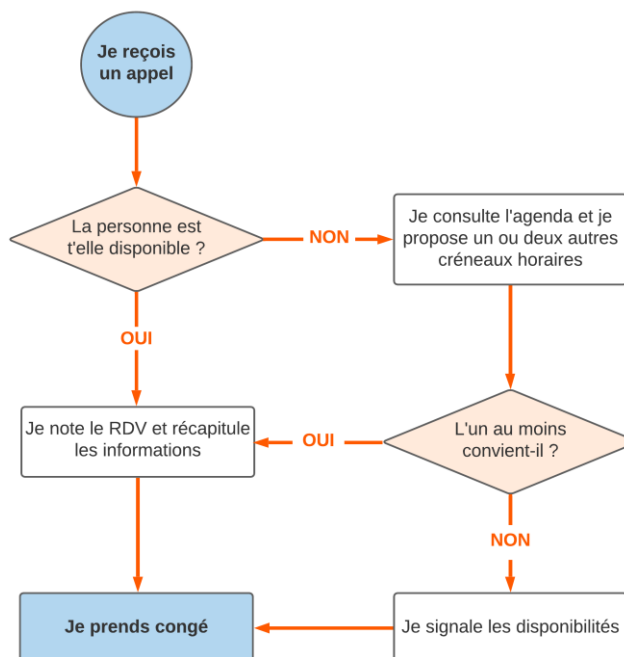 Je reçois
un appel
La personne est
t'elle disponible ?
NON
Je consulte l'agenda et je
propose un ou deux autres
créneaux horaires
OUI
Je note le RDV et récapitule
les informations
OUI
L'un au moins
convient-il ?
NON
Je prends congé
Je signale les disponibilités